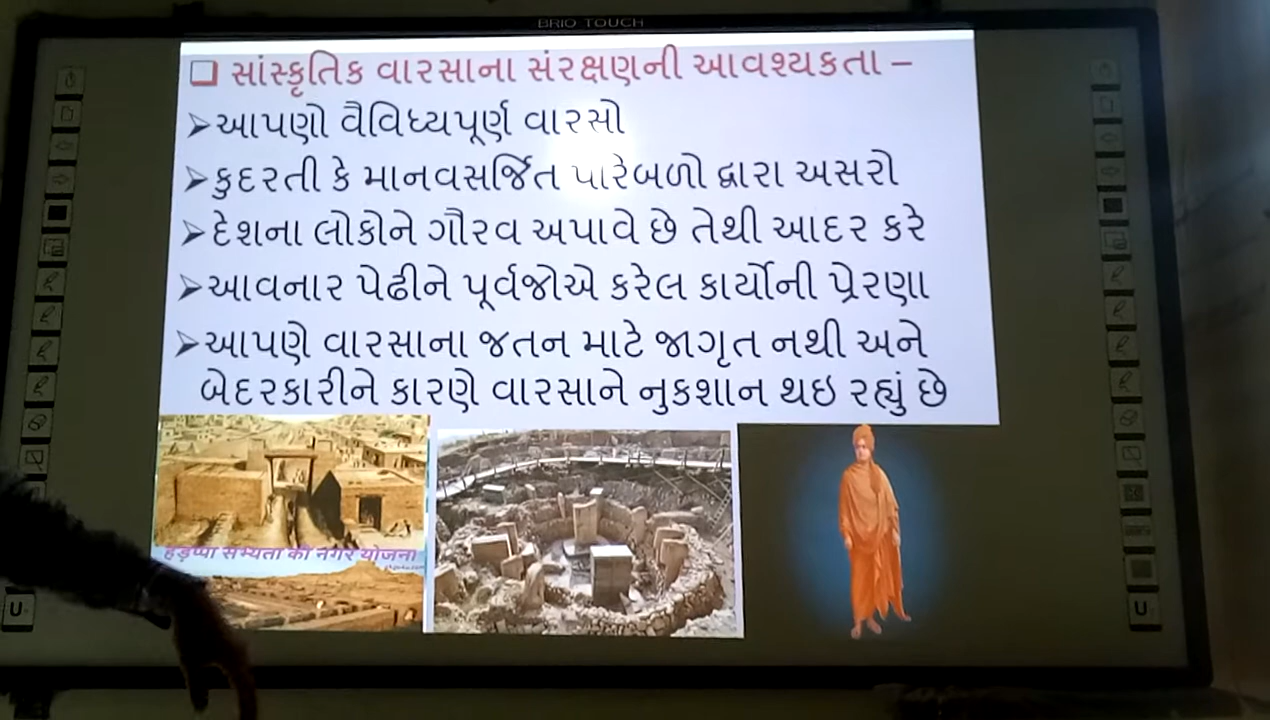 BRIO TOUCH
❑ સાંસ્કૃતિક વારસાના સંરક્ષણની આવશ્યકતા –
➢આપણો વૈવિધ્યપૂર્ણ વારસો
➢કુદરતી કે માનવસર્જિત પારેબળો દ્વારા અસરો
➢દેશના લોકોને ગૌરવ અપાવે છે તેથી આદર કરે
➢આવનાર પેઢીને પૂર્વજોએ કરેલ કાર્યોની પ્રેરણા
➢આપણે વારસાના જતન માટે જાગૃત નથી અને
બેદરકારીને કારણે વારસાને નુકશાન થઇ રહ્યું છે
हड़प्पा सभ्यता की नगर योजना
U
U